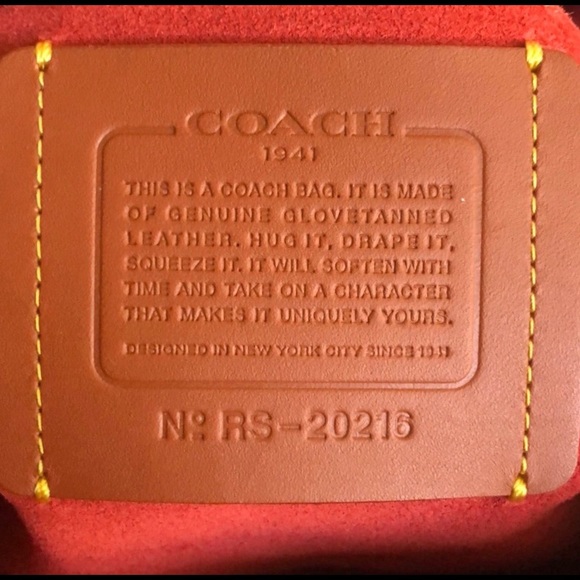 COACH
1941
THIS IS A COACH BAG. IT IS MADE
OF GENUINE GLOVETANNED
LEATHER. HUG IT, DRAPE IT,
SQUEEZE IT. IT WILL SOFTEN WITH
TIME AND TAKE ON A CHARACTER
THAT MAKES IT UNIQUELY YOURS.
DESIGNED IN NEW YORK CITY SINCE
Nº RS-20216